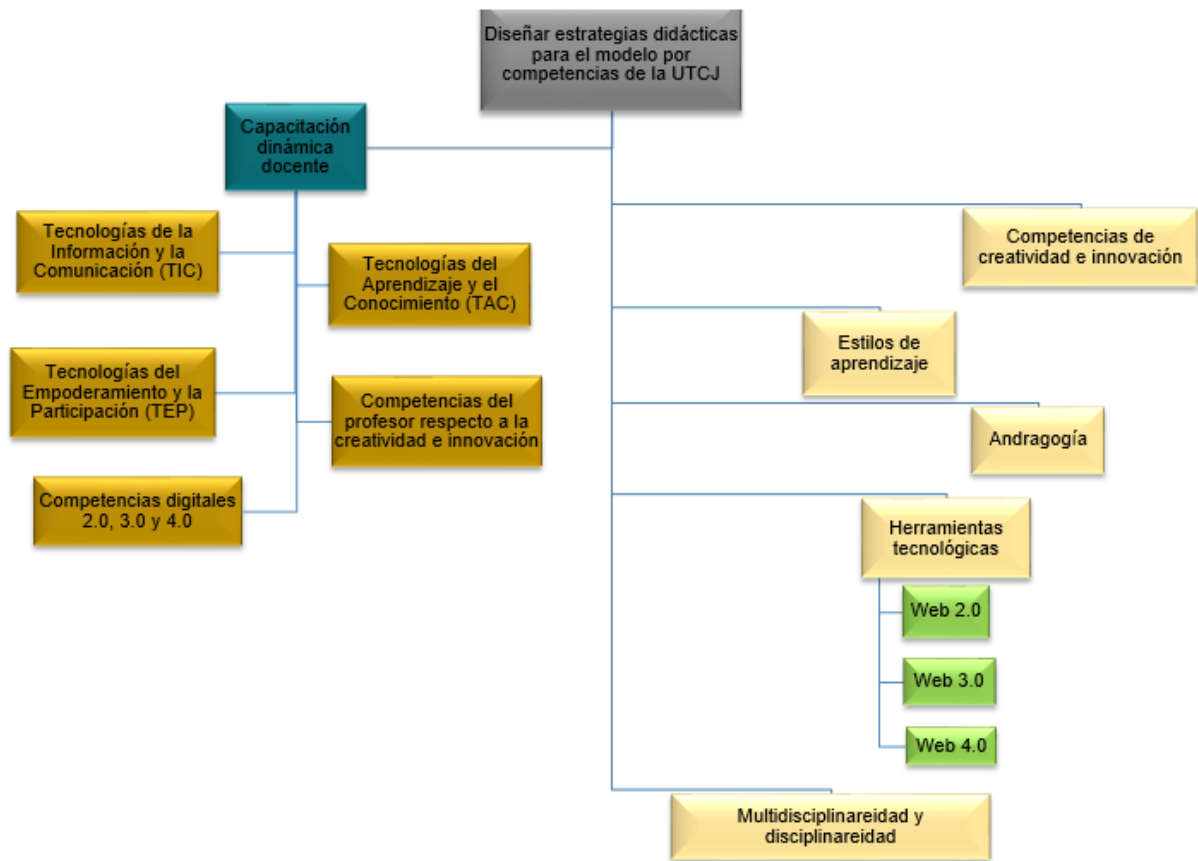 Diseñar estrategias didácticas
para el modelo por
competencias de la UTCJ
Capacitación
dinámica
docente
Tecnologías de la
Información y la
Comunicación (TIC)
Tecnologías del
Aprendizaje y el
Conocimiento (TAC)
Tecnologías del
Empoderamiento y la
Participación (TEP)
Competencias del
profesor respecto a la
creatividad e innovación
Competencias digitales
2.0, 3.0 y 4.0
Competencias de
creatividad e innovación
Estilos de
aprendizaje
Andragogía
Herramientas
tecnológicas
Web 2.0
Web 3.0
Web 4.0
Multidisciplinareidad y
disciplinareidad